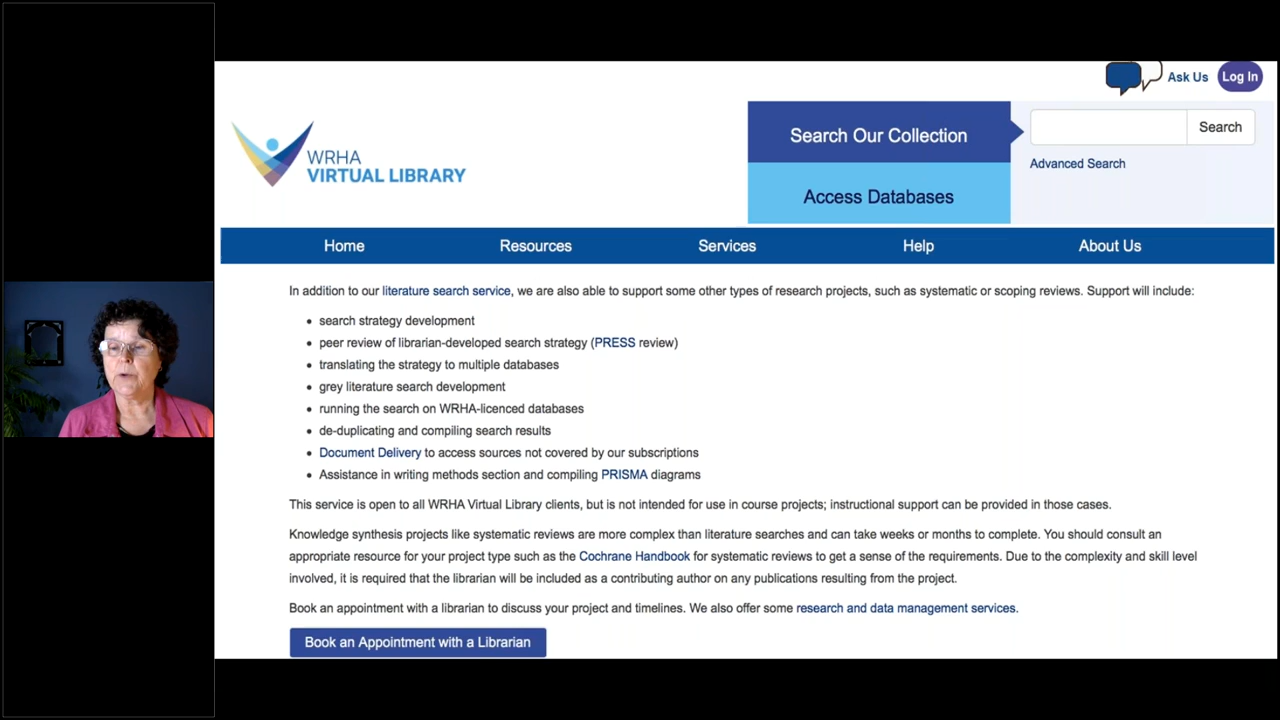 Ask Us
Log In
WRHA
VIRTUAL LIBRARY
Search Our Collection
Search
Advanced Search
Access Databases
Home Resources Services Help About Us
In addition to our literature search service, we are also able to support some other types of research projects, such as systematic or scoping reviews. Support will include:
• search strategy development
• peer review of librarian-developed search strategy (PRESS review)
• translating the strategy to multiple databases
• grey literature search development
• running the search on WRHA-licenced databases
• de-duplicating and compiling search results
• Document Delivery to access sources not covered by our subscriptions
• Assistance in writing methods section and compiling PRISMA diagrams
This service is open to all WRHA Virtual Library clients, but is not intended for use in course projects; instructional support can be provided in those cases.
Knowledge synthesis projects like systematic reviews are more complex than literature searches and can take weeks or months to complete. You should consult an
appropriate resource for your project type such as the Cochrane Handbook for systematic reviews to get a sense of the requirements. Due to the complexity and skill level
involved, it is required that the librarian will be included as a contributing author on any publications resulting from the project.
Book an appointment with a librarian to discuss your project and timelines. We also offer some research and data management services.
Book an Appointment with a Librarian